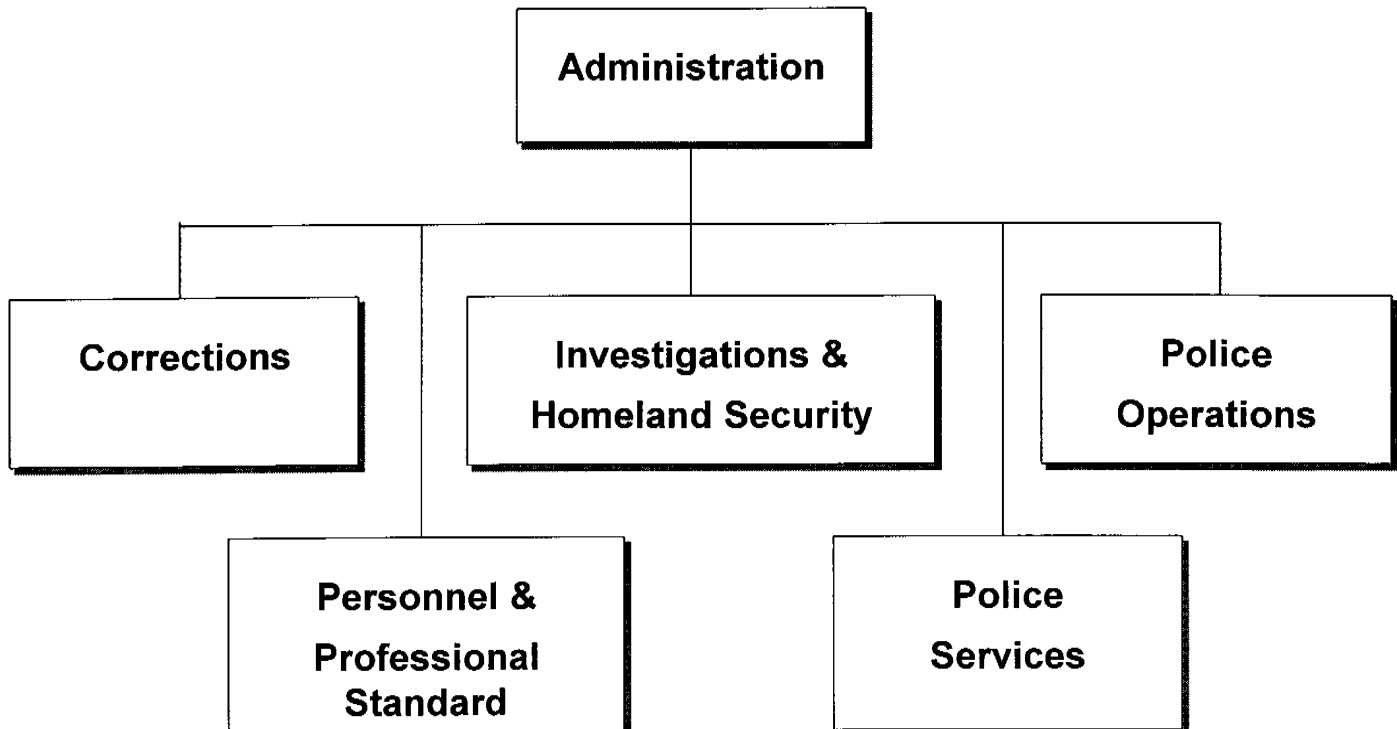 Administration
Corrections
Investigations &
Homeland Security
Police
Operations
Personnel &
Professional
Standard
Police
Services